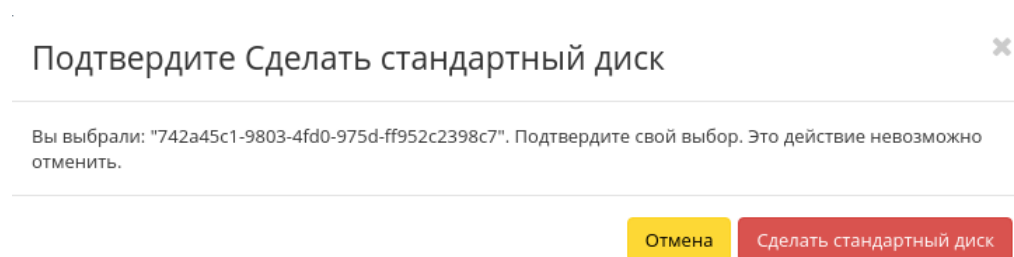 Подтвердите Сделать стандартный диск
Вы выбрали: "742a45c1-9803-4fd0-975d-ff952c2398c7". Подтвердите свой выбор. Это действие невозможно
отменить.
Отмена
Сделать стандартный диск